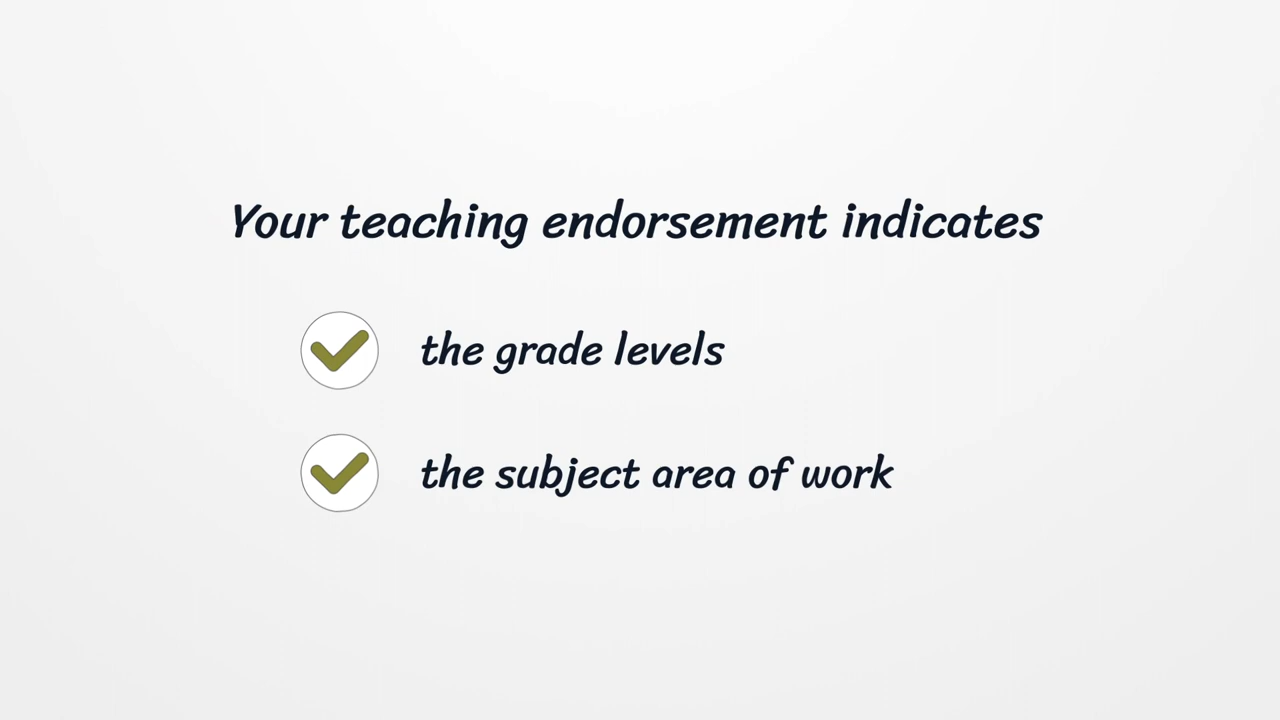 Your teaching endorsement indicates
the grade levels
the subject area of work